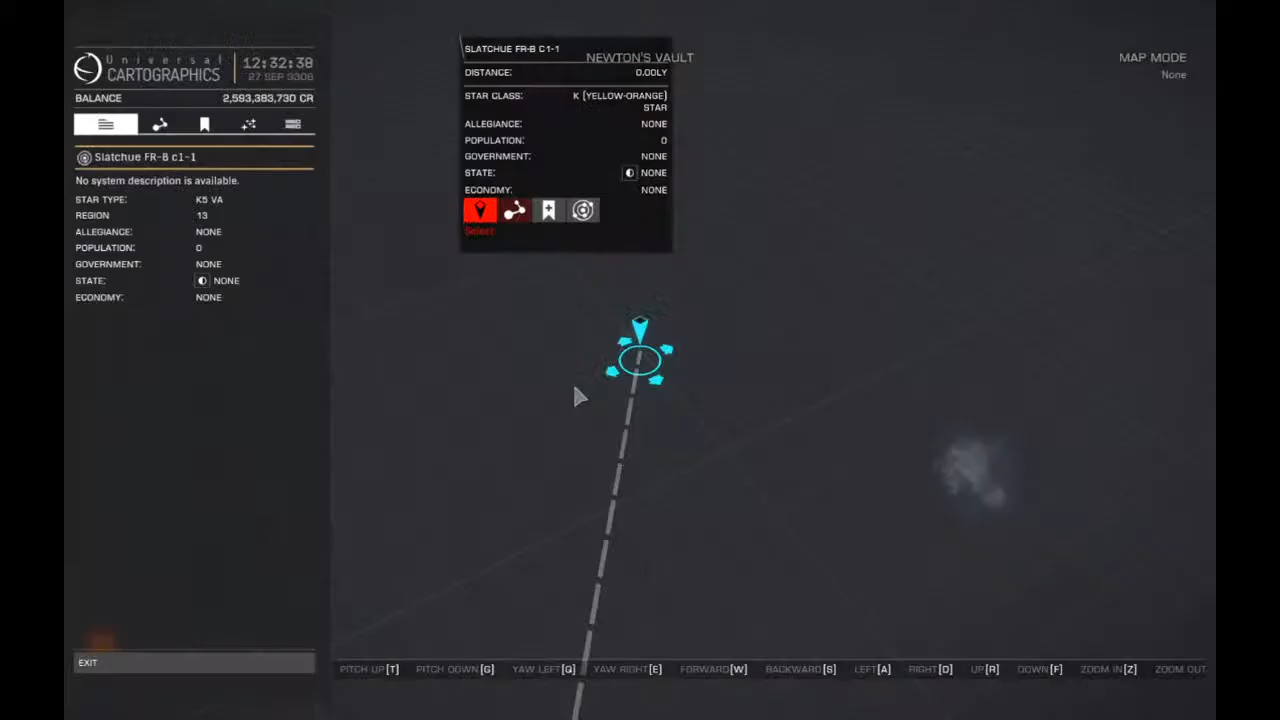 Universal
CARTOGRAPHICS
12:32:38
27 SEP 3306
BALANCE 2,593,383,730 CR
Slatchue FR-B c1-1
No system description is available.
STAR TYPE: K5 VA
REGION 13
ALLEGIANCE: NONE
POPULATION: 0
GOVERNMENT: NONE
STATE: NONE
ECONOMY: NONE
EXIT
SLATCHUE FR-B C1-1
NEWTON'S VAULT
DISTANCE: 0.00LY
STAR CLASS: K (YELLOW-ORANGE)
STAR
ALLEGIANCE: NONE
POPULATION: 0
GOVERNMENT: NONE
STATE: NONE
ECONOMY: NONE
Select
MAP MODE
None
PITCH UP[T] PITCH DOWN[G] YAW LEFT[Q] YAW RIGHT[E] FORWARD[W] BACKWARD[S] LEFT[A] RIGHT[D] UP[R] DOWN[F] ZOOM IN[Z] ZOOM OUT